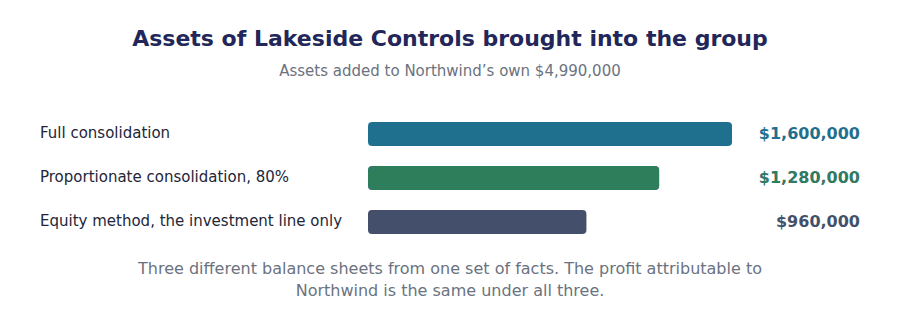 Assets of Lakeside Controls brought into the group
Assets added to Northwind’s own $4,990,000
Full consolidation $1,600,000
Proportionate consolidation, 80% $1,280,000
Equity method, the investment line only $960,000
Three different balance sheets from one set of facts. The profit attributable to
Northwind is the same under all three.